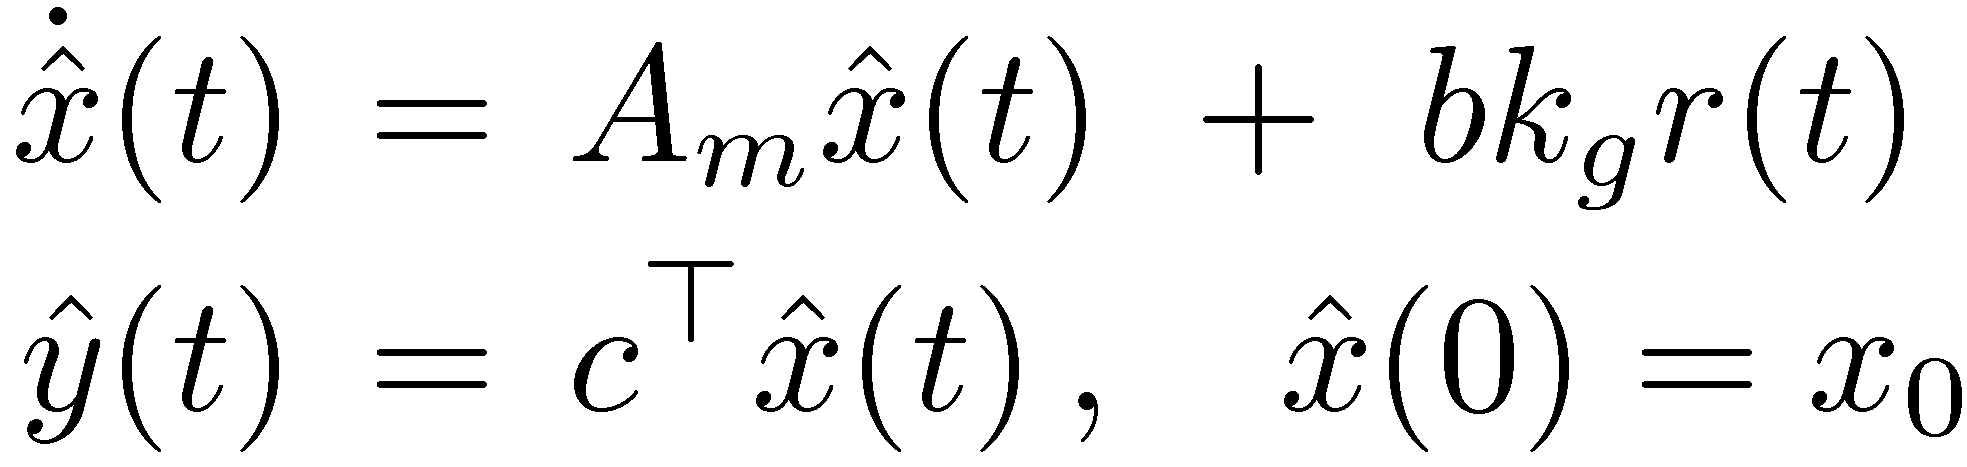 $\dot{\hat{x}}(t) = A_m \hat{x}(t) + b k_g r(t)$
$\hat{y}(t) = c^\top \hat{x}(t), \quad \hat{x}(0) = x_0$